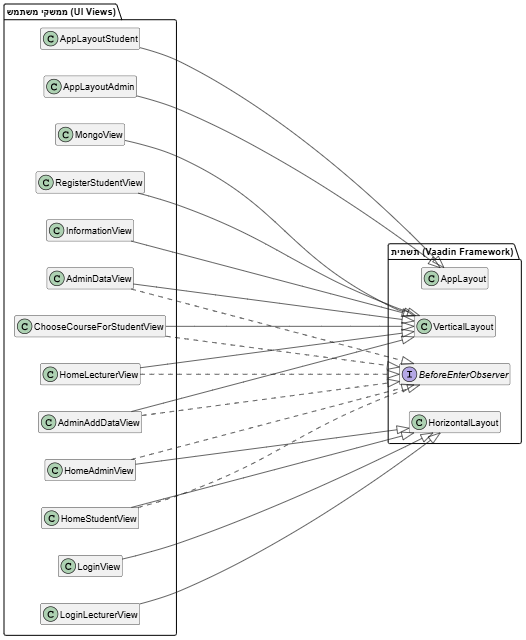 ממשקי משתמש (UI Views)
C AppLayoutStudent
C AppLayoutAdmin
C MongoView
C RegisterStudentView
C InformationView
תשתית (Vaadin Framework)
C AdminDataView
C AppLayout
C ChooseCourseForStudentView
C VerticalLayout
C HomeLecturerView
I BeforeEnterObserver
C AdminAddDataView
C HorizontalLayout
C HomeAdminView
C HomeStudentView
C LoginView
C LoginLecturerView